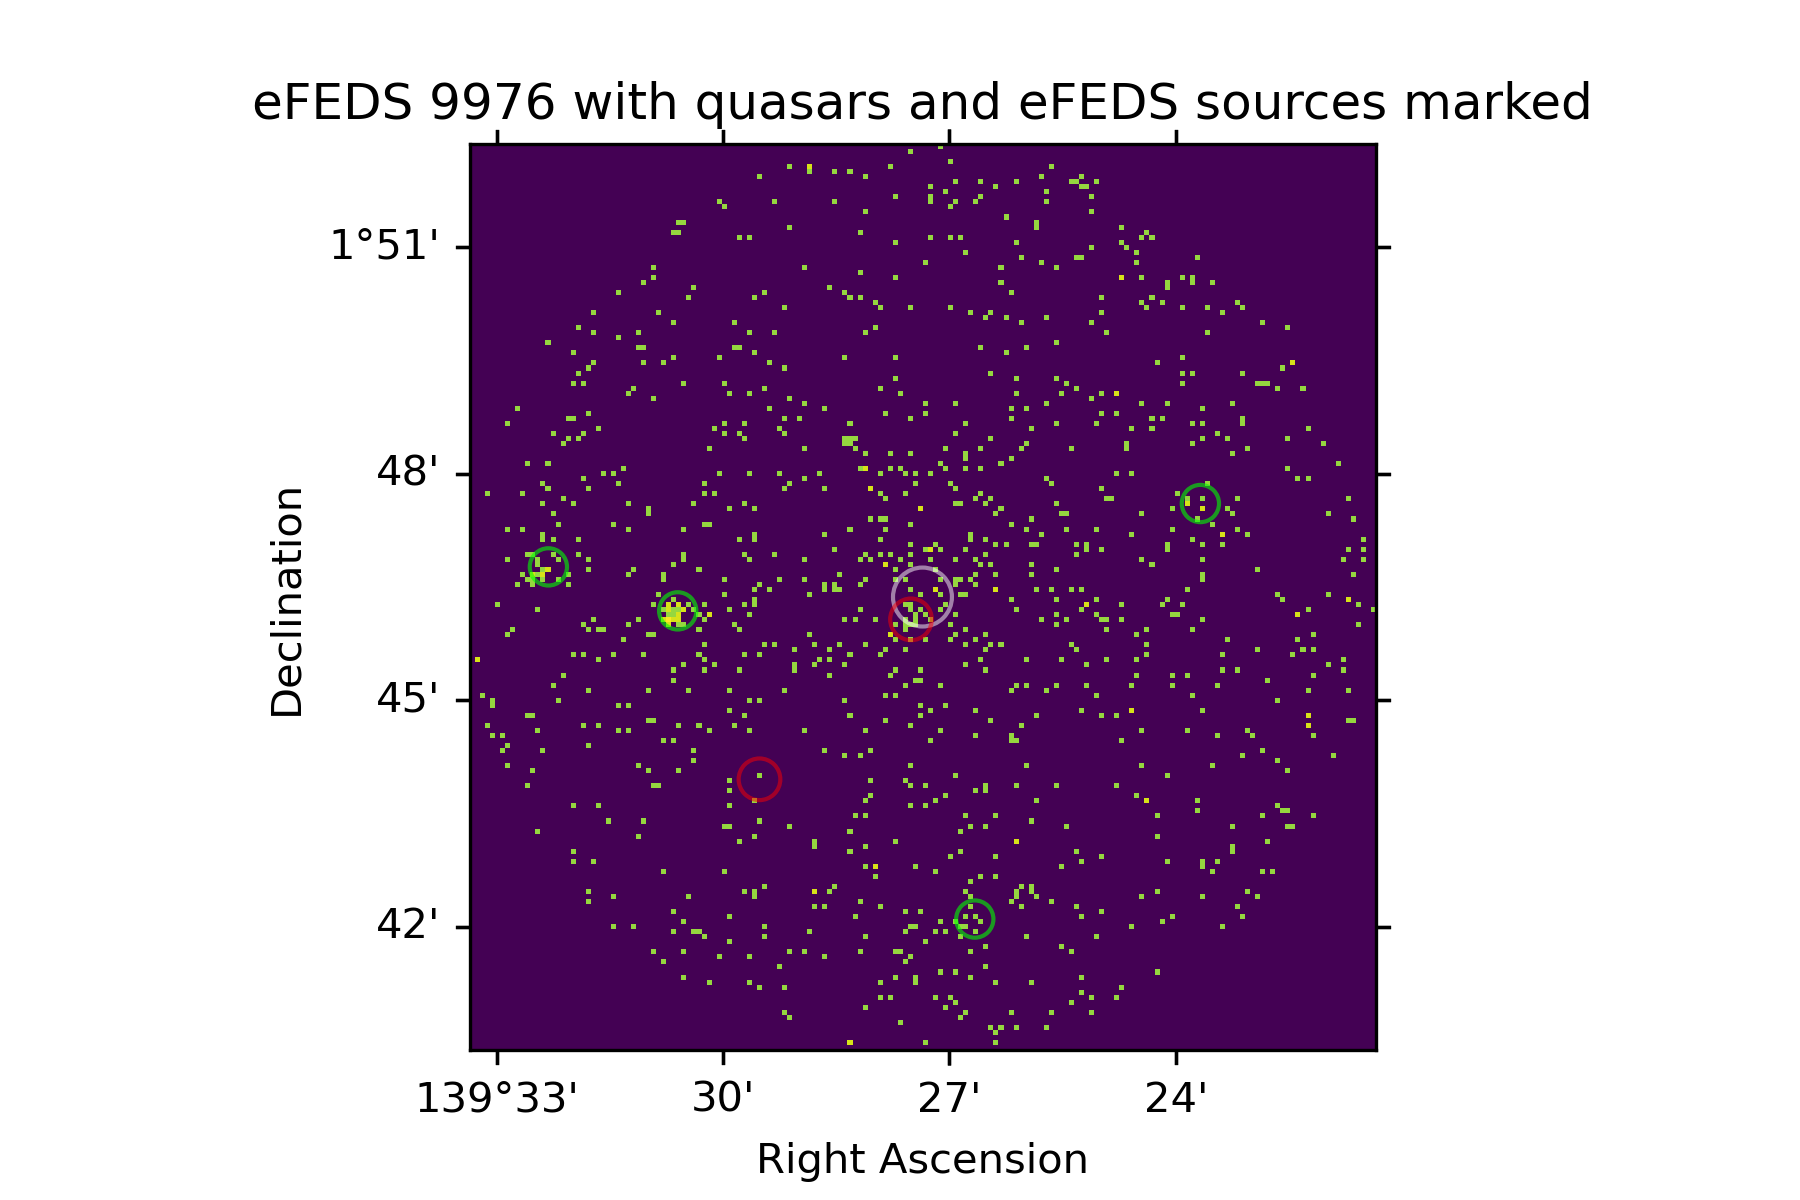 eFEDS 9976 with quasars and eFEDS sources marked
1°51'
48'
45'
42'
Declination
139°33' 30' 27' 24'
Right Ascension